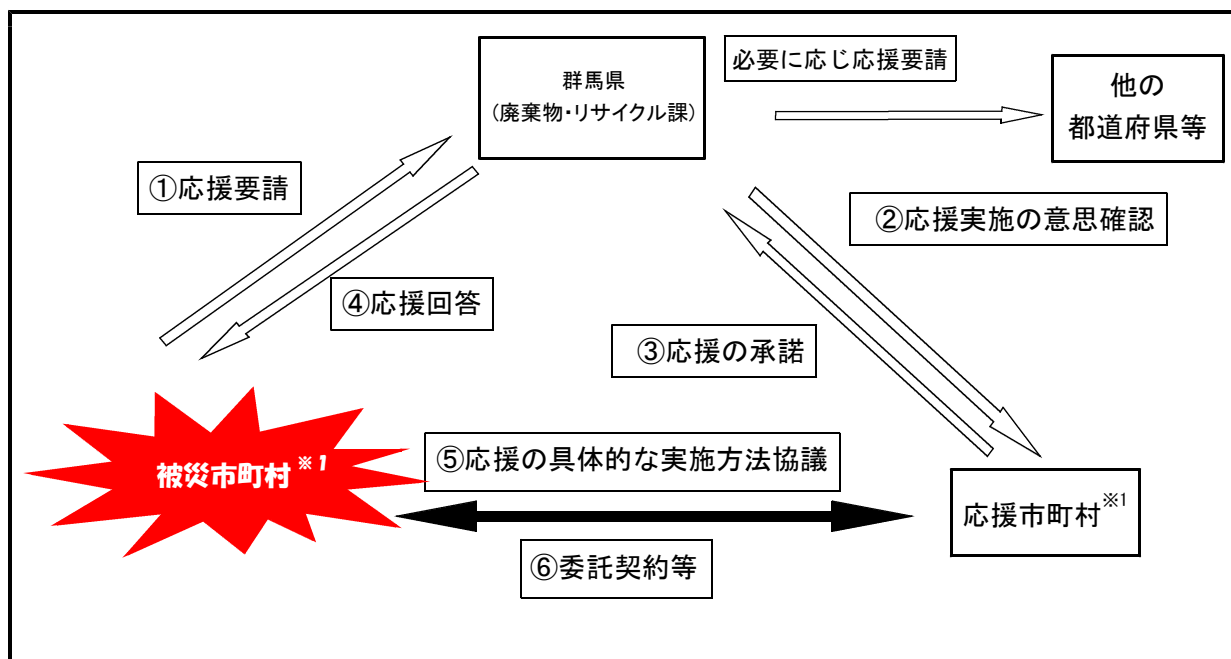 必要に応じ応援要請
群馬県
(廃棄物・リサイクル課)
他の
都道府県等
①応援要請
②応援実施の意思確認
④応援回答
③応援の承諾
被災市町村※1
⑤応援の具体的な実施方法協議
応援市町村※1
⑥委託契約等